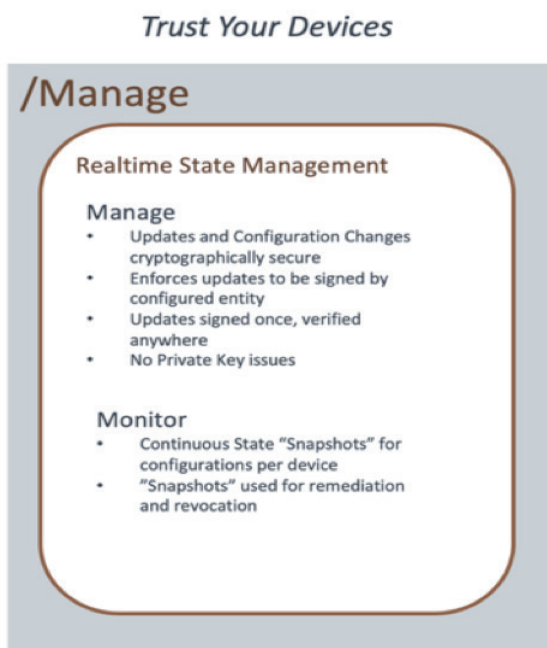 Trust Your Devices
/Manage
Realtime State Management
Manage
• Updates and Configuration Changes
cryptographically secure
• Enforces updates to be signed by
configured entity
• Updates signed once, verified
anywhere
• No Private Key issues
Monitor
• Continuous State “Snapshots” for
configurations per device
• ”Snapshots” used for remediation
and revocation